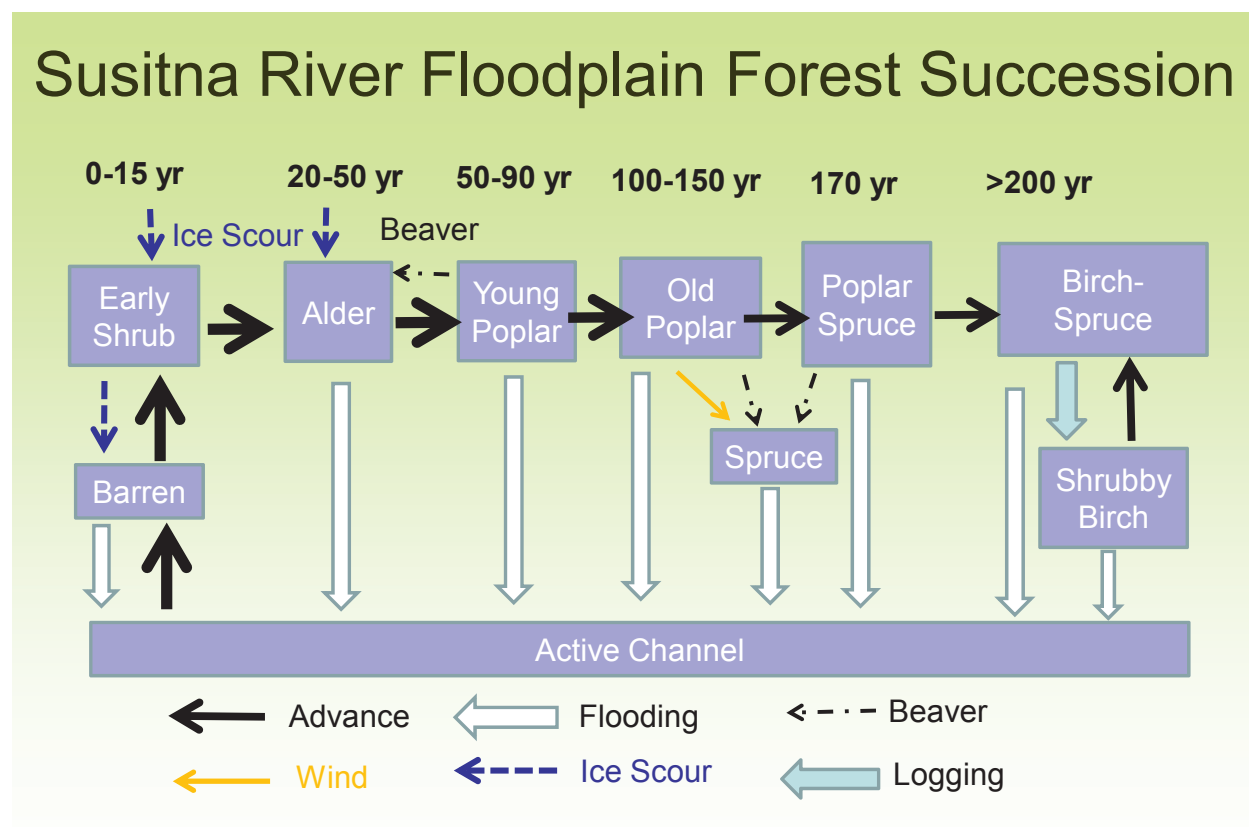 Susitna River Floodplain Forest Succession
0-15 yr
20-50 yr
50-90 yr
100-150 yr
170 yr
>200 yr
Ice Scour
Beaver
Early
Shrub
Alder
Young
Poplar
Old
Poplar
Poplar
Spruce
Birch-
Spruce
Barren
Spruce
Shrubby
Birch
Active Channel
Advance
Flooding
Beaver
Wind
Ice Scour
Logging